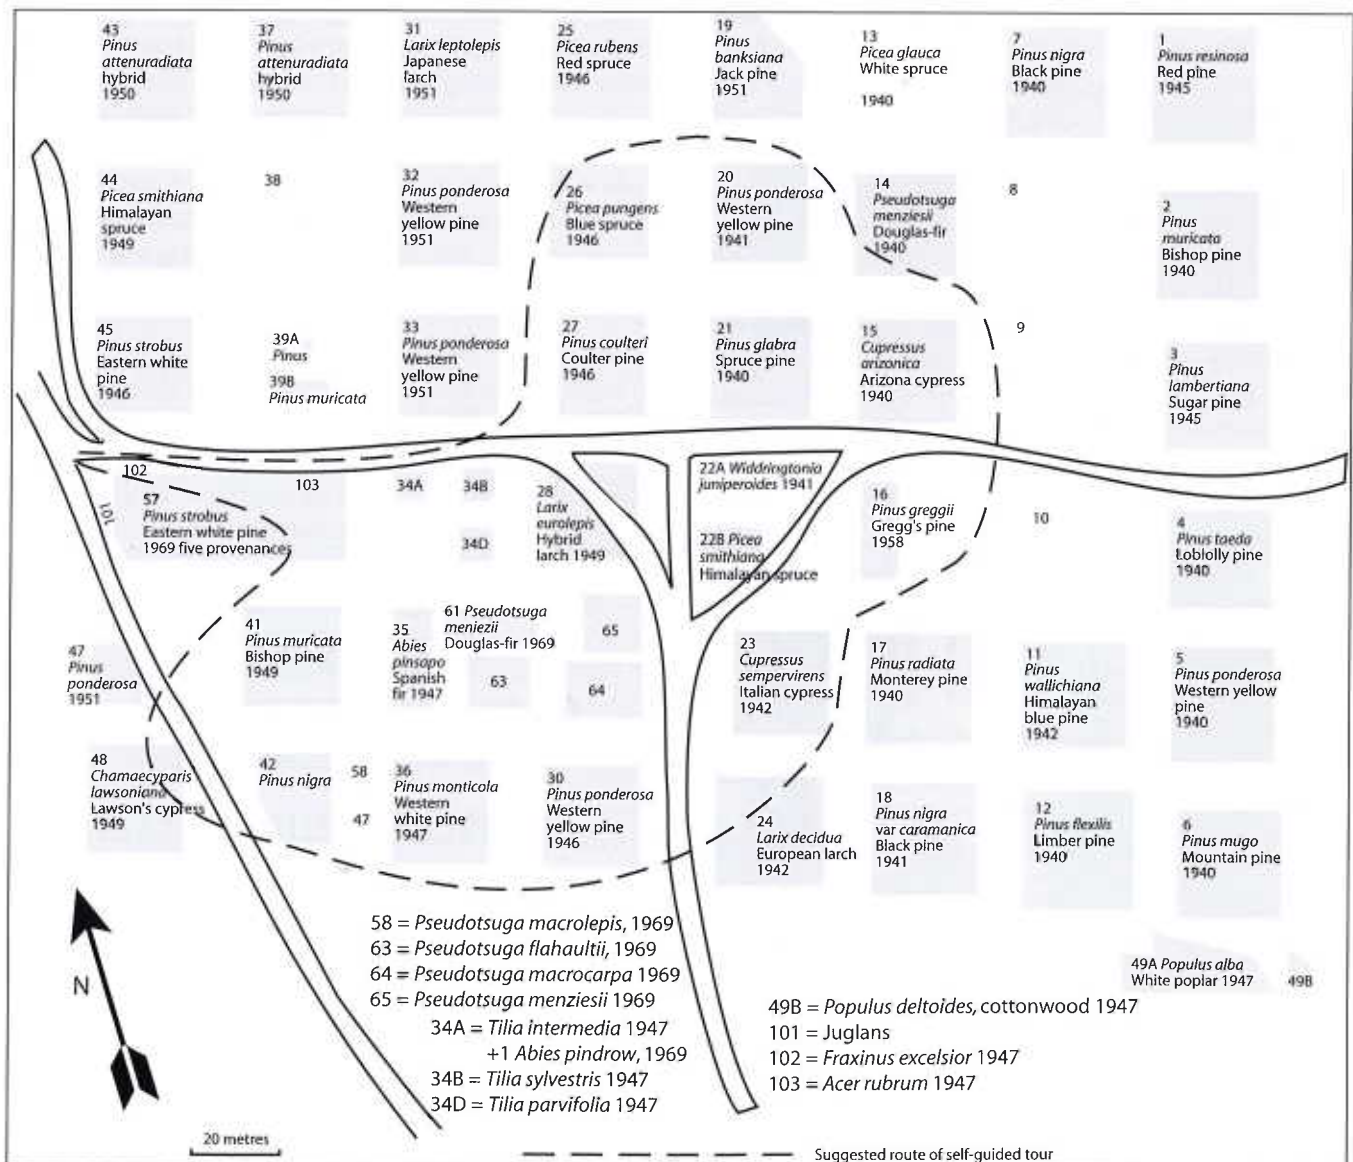 43
Pinus
attenuradiata
hybrid
1950
37
Pinus
attenuradiata
hybrid
1950
31
Larix leptolepis
Japanese
larch
1951
25
Picea rubens
Red spruce
1946
19
Pinus
banksiana
Jack pine
1951
13
Picea glauca
White spruce
1940
7
Pinus nigra
Black pine
1940
1
Pinus resinosa
Red pine
1945
44
Picea smithiana
Himalayan
spruce
1949
38
32
Pinus ponderosa
Western
yellow pine
1951
26
Picea pungens
Blue spruce
1946
20
Pinus ponderosa
Western
yellow pine
1941
14
Pseudotsuga
menziesii
Douglas-fir
1940
8
2
Pinus
muricata
Bishop pine
1940
45
Pinus strobus
Eastern white
pine
1946
39A
Pinus
39B
Pinus muricata
33
Pinus ponderosa
Western
yellow pine
1951
27
Pinus coulteri
Coulter pine
1946
21
Pinus glabra
Spruce pine
1940
15
Cupressus
arizonica
Arizona cypress
1940
9
3
Pinus
lambertiana
Sugar pine
1945
102
103
101
57
Pinus strobus
Eastern white pine
1969 five provenances
34A
34B
34D
28
Larix
eurolepis
Hybrid
larch 1949
22A Widdringtonia
juniperoides 1941
22B Picea
smithiana
Himalayan spruce
16
Pinus greggii
Gregg's pine
1958
10
4
Pinus taeda
Loblolly pine
1940
47
Pinus
ponderosa
1951
41
Pinus muricata
Bishop pine
1949
35
Abies
pinsapo
Spanish
fir 1947
61 Pseudotsuga
meniezii
Douglas-fir 1969
63
65
64
23
Cupressus
sempervirens
Italian cypress
1942
17
Pinus radiata
Monterey pine
1940
11
Pinus
wallichiana
Himalayan
blue pine
1942
5
Pinus ponderosa
Western yellow
pine
1940
48
Chamaecyparis
lawsoniana
Lawson's cypress
1949
42
Pinus nigra
58
47
36
Pinus monticola
Western
white pine
1947
30
Pinus ponderosa
Western
yellow pine
1946
24
Larix decidua
European larch
1942
18
Pinus nigra
var caramanica
Black pine
1941
12
Pinus flexilis
Limber pine
1940
6
Pinus mugo
Mountain pine
1940
49A Populus alba
White poplar 1947
49B
N
58 = Pseudotsuga macrolepis, 1969
63 = Pseudotsuga flahaultii, 1969
64 = Pseudotsuga macrocarpa 1969
65 = Pseudotsuga menziesii 1969
34A = Tilia intermedia 1947
+1 Abies pindrow, 1969
34B = Tilia sylvestris 1947
34D = Tilia parvifolia 1947
49B = Populus deltoides, cottonwood 1947
101 = Juglans
102 = Fraxinus excelsior 1947
103 = Acer rubrum 1947
20 metres
Suggested route of self-guided tour